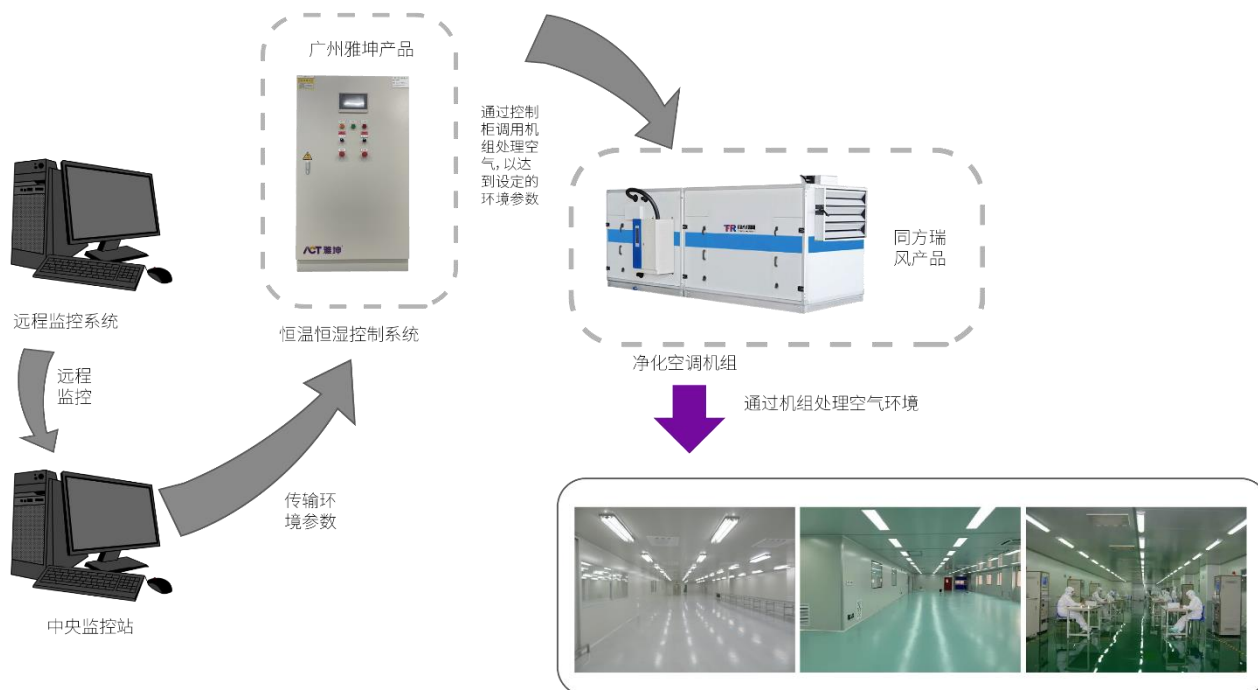 广州雅坤产品
ACT 雅坤
恒温恒湿控制系统
通过控制
柜调用机
组处理空
气，以达
到设定的
环境参数
TFR
同方瑞
风产品
净化空调机组
通过机组处理空气环境
远程监控系统
远程
监控
传输环
境参数
中央监控站